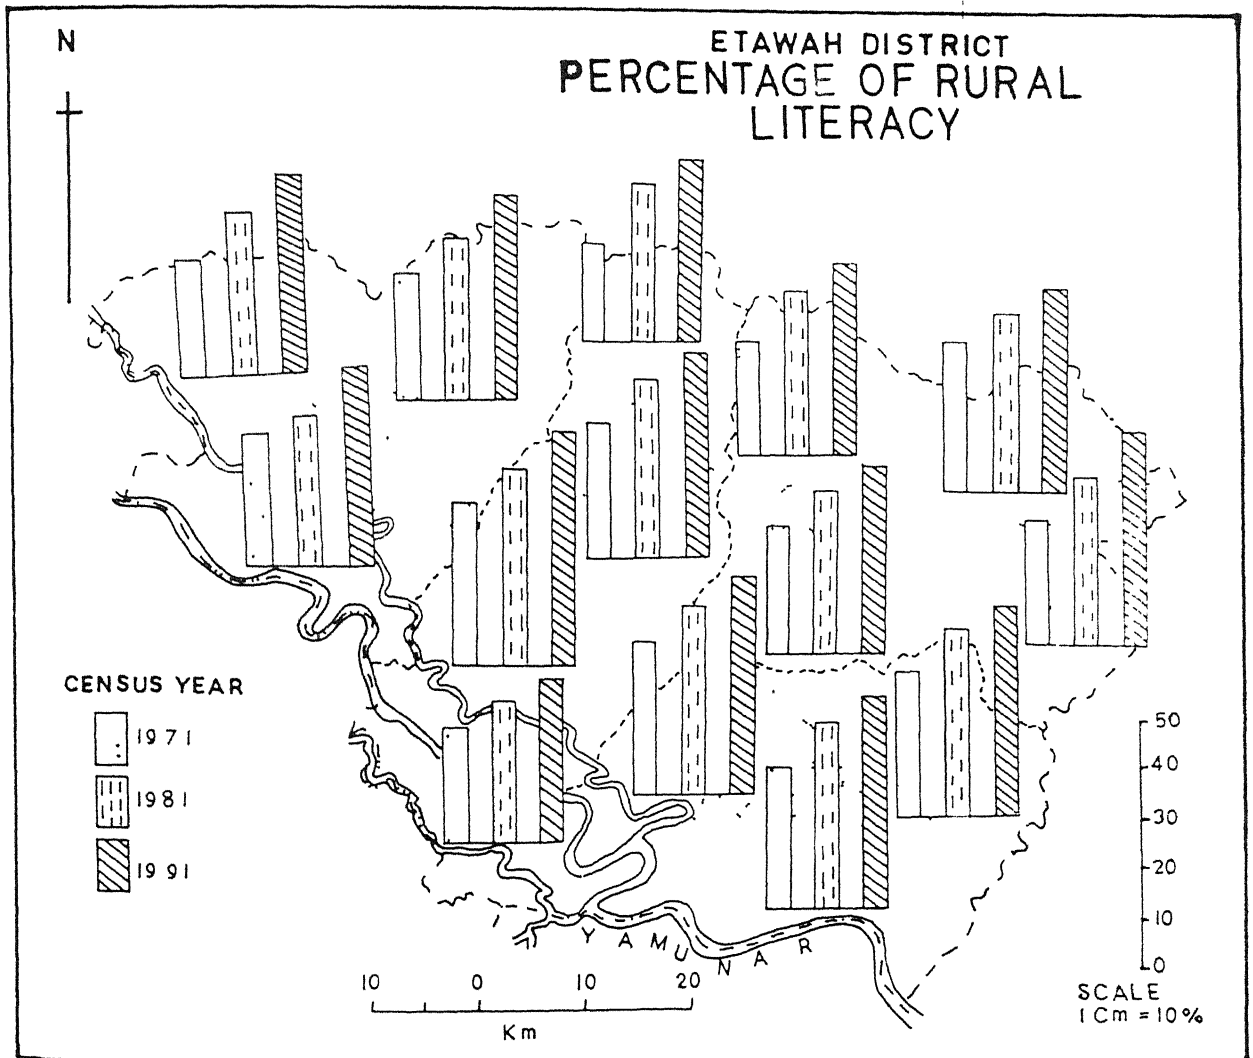 N
ETAWAH DISTRICT
PERCENTAGE OF RURAL
LITERACY
CENSUS YEAR
1971
1981
1991
50
40
30
20
10
0
SCALE
1 Cm = 10%
YAMUNA R
10 0 10 20
Km